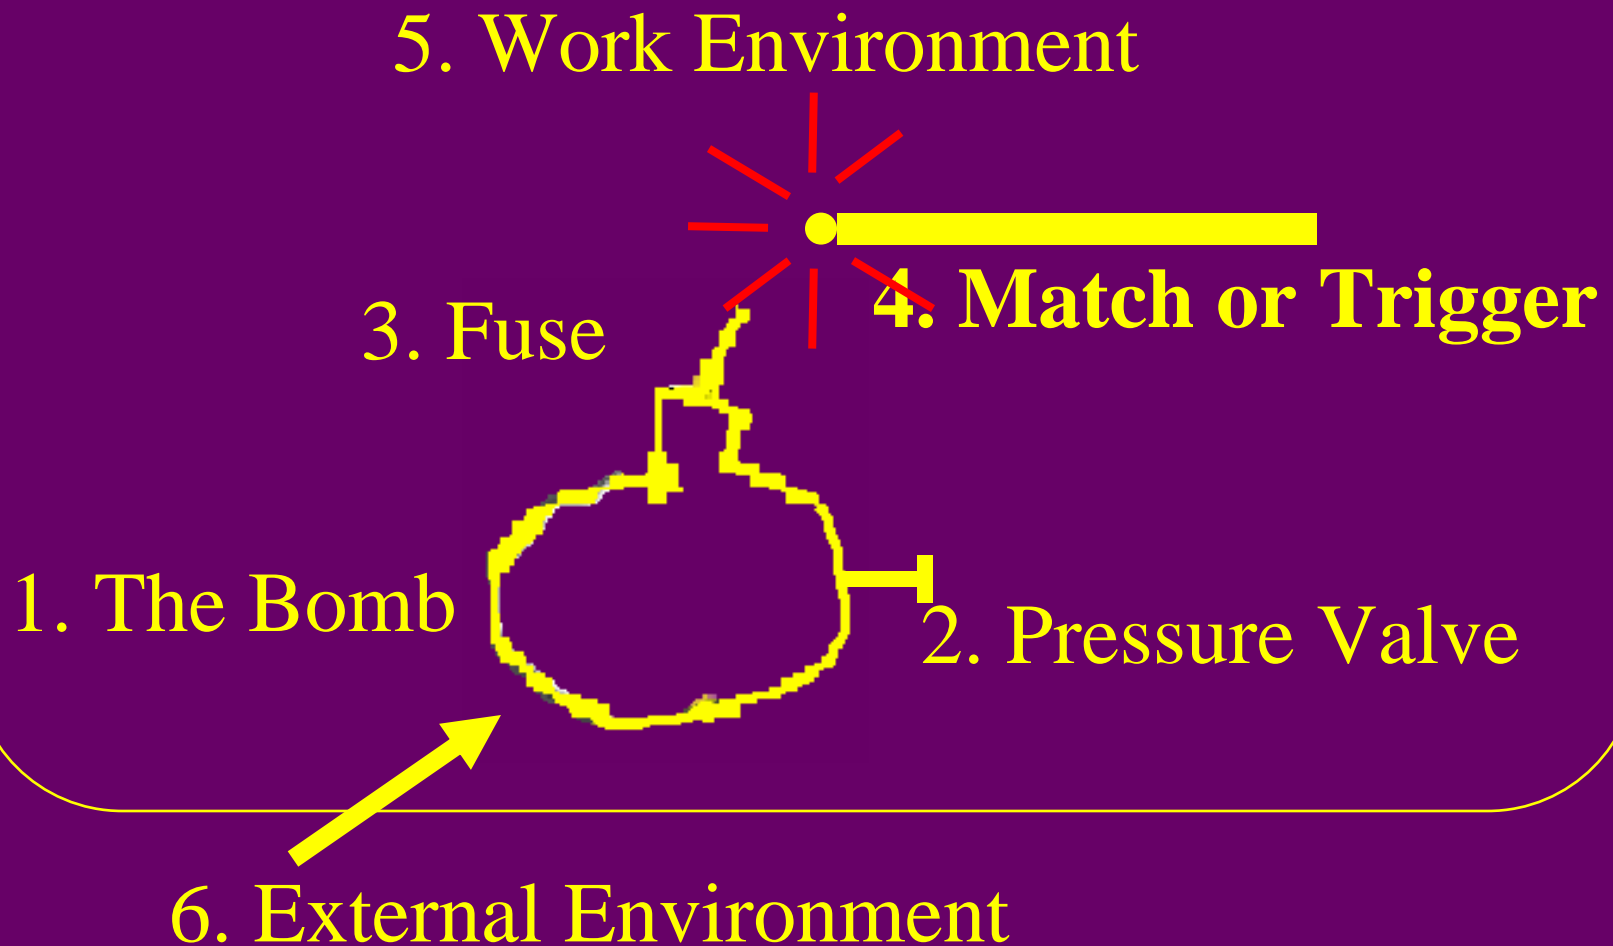 5. Work Environment
4. Match or Trigger
3. Fuse
1. The Bomb
2. Pressure Valve
6. External Environment